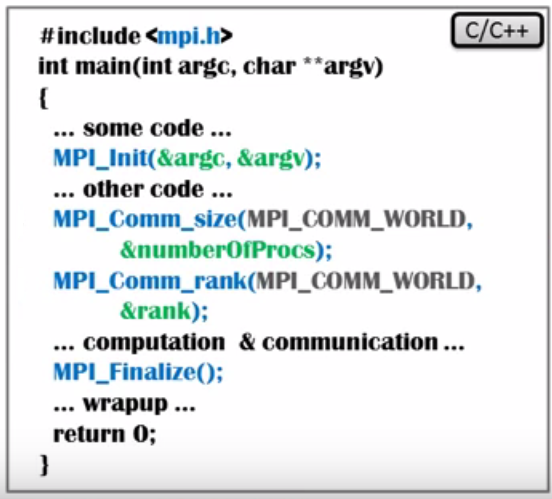 C/C++
#include <mpi.h>
int main(int argc, char **argv)
{
... some code ...
MPI_Init(&argc, &argv);
... other code ...
MPI_Comm_size(MPI_COMM_WORLD,
&numberOfProcs);
MPI_Comm_rank(MPI_COMM_WORLD,
&rank);
... computation & communication ...
MPI_Finalize();
... wrapup ...
return 0;
}